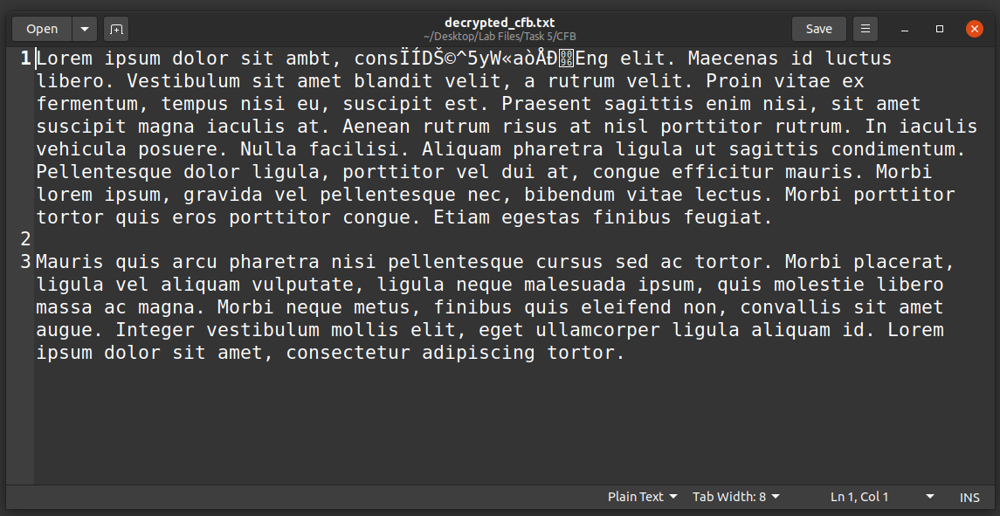 Open
decrypted_cfb.txt
~/Desktop/Lab Files/Task 5/CFB
Save
1 Lorem ipsum dolor sit ambt, consÏÍDŠ©^5yW«aòÅÐ0096Eng elit. Maecenas id luctus
libero. Vestibulum sit amet blandit velit, a rutrum velit. Proin vitae ex
fermentum, tempus nisi eu, suscipit est. Praesent sagittis enim nisi, sit amet
suscipit magna iaculis at. Aenean rutrum risus at nisl porttitor rutrum. In iaculis
vehicula posuere. Nulla facilisi. Aliquam pharetra ligula ut sagittis condimentum.
Pellentesque dolor ligula, porttitor vel dui at, congue efficitur mauris. Morbi
lorem ipsum, gravida vel pellentesque nec, bibendum vitae lectus. Morbi porttitor
tortor quis eros porttitor congue. Etiam egestas finibus feugiat.
2
3 Mauris quis arcu pharetra nisi pellentesque cursus sed ac tortor. Morbi placerat,
ligula vel aliquam vulputate, ligula neque malesuada ipsum, quis molestie libero
massa ac magna. Morbi neque metus, finibus quis eleifend non, convallis sit amet
augue. Integer vestibulum mollis elit, eget ullamcorper ligula aliquam id. Lorem
ipsum dolor sit amet, consectetur adipiscing tortor.
Plain Text Tab Width: 8 Ln 1, Col 1 INS